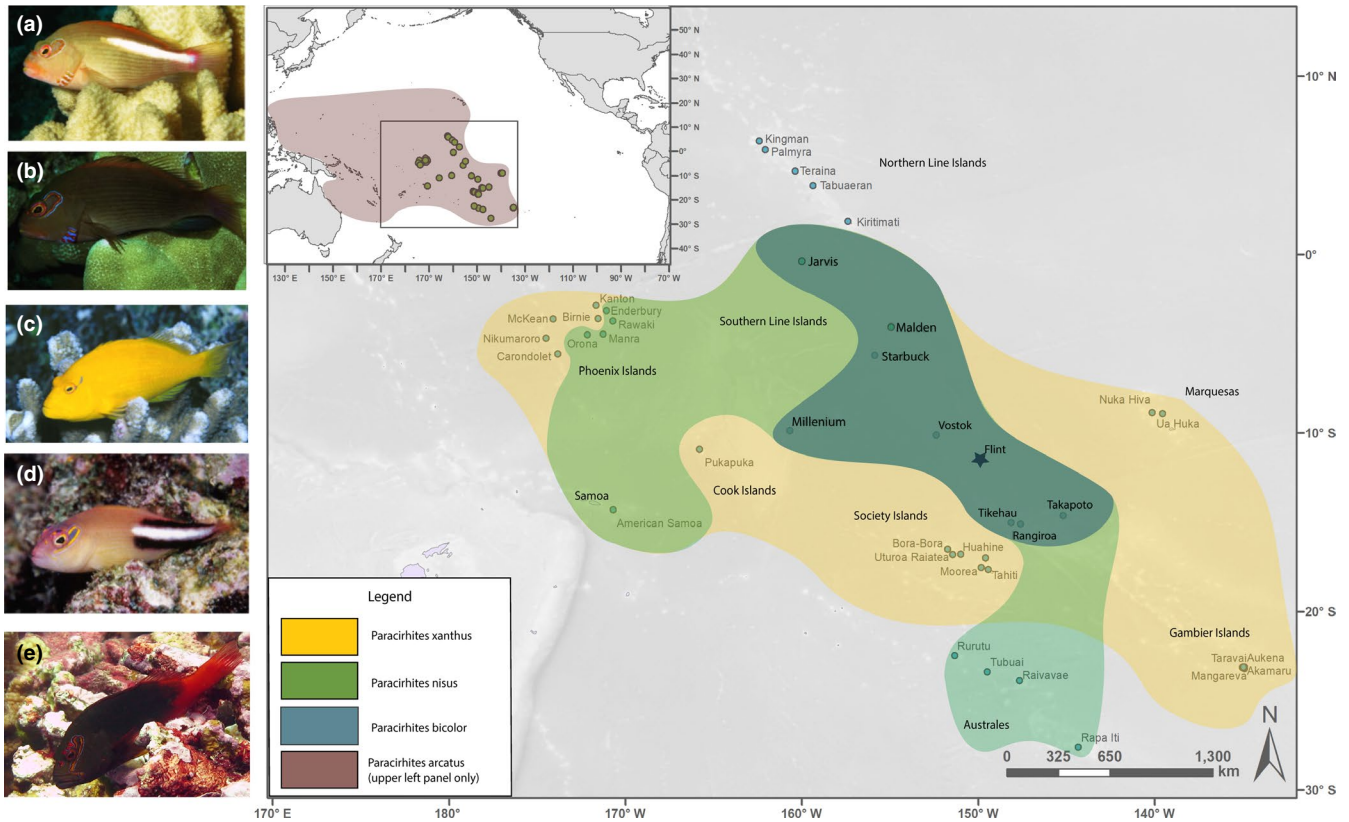 (a)
(b)
(c)
(d)
(e)
50° N
40° N
30° N
20° N
10° N
0°
10° S
20° S
30° S
40° S
130° E
150° E
170° E
170° W
150° W
130° W
110° W
90° W
70° W
10° N
0°
10° S
20° S
30° S
170° E
180°
170° W
160° W
150° W
140° W
Kingman
Palmyra
Northern Line Islands
Teraina
Tabuaeran
Kiritimati
Jarvis
Kanton
Enderbury
McKean
Birnie
Rawaki
Southern Line Islands
Malden
Nikumaroro
Orona
Manra
Carondolet
Starbuck
Phoenix Islands
Marquesas
Nuka Hiva
Ua Huka
Millenium
Vostok
Flint
Pukapuka
Cook Islands
Samoa
American Samoa
Society Islands
Tikehau
Takapoto
Rangiroa
Bora-Bora
Huahine
Uturoa Raiatea
Moorea
Tahiti
Gambier Islands
Rurutu
Tubuai
Raivavae
Taravai
Aukena
Mangareva
Akamaru
Australes
Rapa Iti
Legend
Paracirhites xanthus
Paracirhites nisus
Paracirhites bicolor
Paracirhites arcatus
(upper left panel only)
0 325 650 1,300
km
N